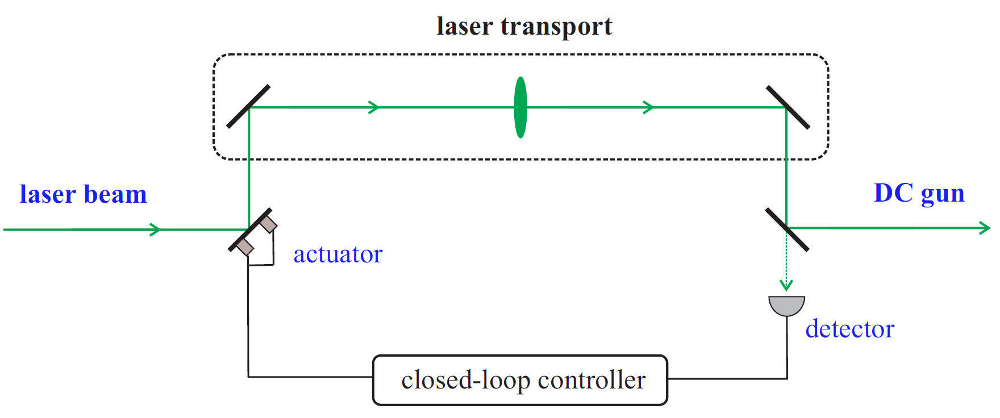 laser transport
laser beam
DC gun
actuator
detector
closed-loop controller